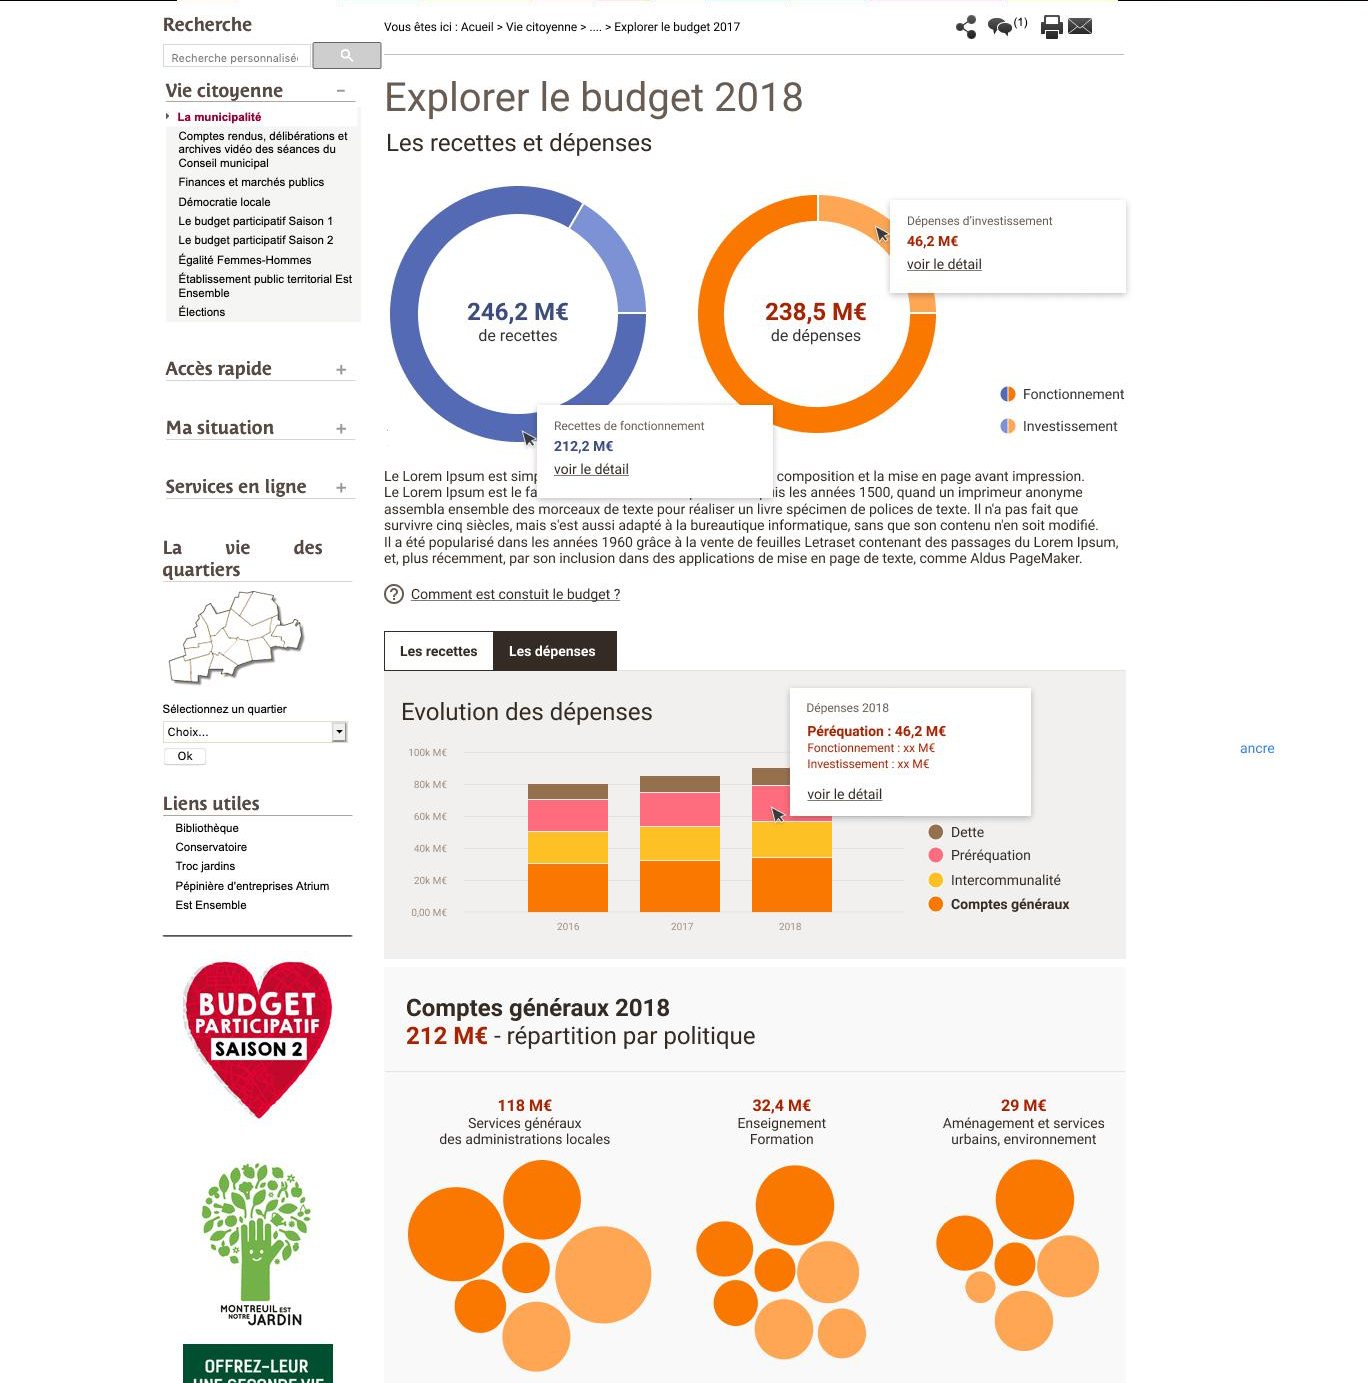 Recherche
Recherche personnalisé
Vie citoyenne
La municipalité
Comptes rendus, délibérations et
archives vidéo des séances du
Conseil municipal
Finances et marchés publics
Démocratie locale
Le budget participatif Saison 1
Le budget participatif Saison 2
Égalité Femmes-Hommes
Établissement public territorial Est
Ensemble
Élections
Accès rapide
Ma situation
Services en ligne
La vie des
quartiers
Sélectionnez un quartier
Choix...
Ok
Liens utiles
Bibliothèque
Conservatoire
Troc jardins
Pépinière d'entreprises Atrium
Est Ensemble
BUDGET
PARTICIPATIF
SAISON 2
MONTREUIL EST
NOTRE JARDIN
OFFREZ-LEUR
UNE SECONDE VIE
Vous êtes ici : Acueil > Vie citoyenne > .... > Explorer le budget 2017
(1)
Explorer le budget 2018
Les recettes et dépenses
246,2 M€
de recettes
238,5 M€
de dépenses
Dépenses d'investissement
46,2 M€
voir le détail
Recettes de fonctionnement
212,2 M€
voir le détail
Fonctionnement
Investissement
Le Lorem Ipsum est simp composition et la mise en page avant impression.
Le Lorem Ipsum est le fa is les années 1500, quand un imprimeur anonyme
assembla ensemble des morceaux de texte pour réaliser un livre spécimen de polices de texte. Il n'a pas fait que
survivre cinq siècles, mais s'est aussi adapté à la bureautique informatique, sans que son contenu n'en soit modifié.
Il a été popularisé dans les années 1960 grâce à la vente de feuilles Letraset contenant des passages du Lorem Ipsum,
et, plus récemment, par son inclusion dans des applications de mise en page de texte, comme Aldus PageMaker.
? Comment est constuit le budget ?
Les recettes
Les dépenses
Evolution des dépenses
100k M€
80k M€
60k M€
40k M€
20k M€
0,00 M€
2016
2017
2018
Dépenses 2018
Péréquation : 46,2 M€
Fonctionnement : xx M€
Investissement : xx M€
voir le détail
Dette
Préréquation
Intercommunalité
Comptes généraux
ancre
Comptes généraux 2018
212 M€ - répartition par politique
118 M€
Services généraux
des administrations locales
32,4 M€
Enseignement
Formation
29 M€
Aménagement et services
urbains, environnement